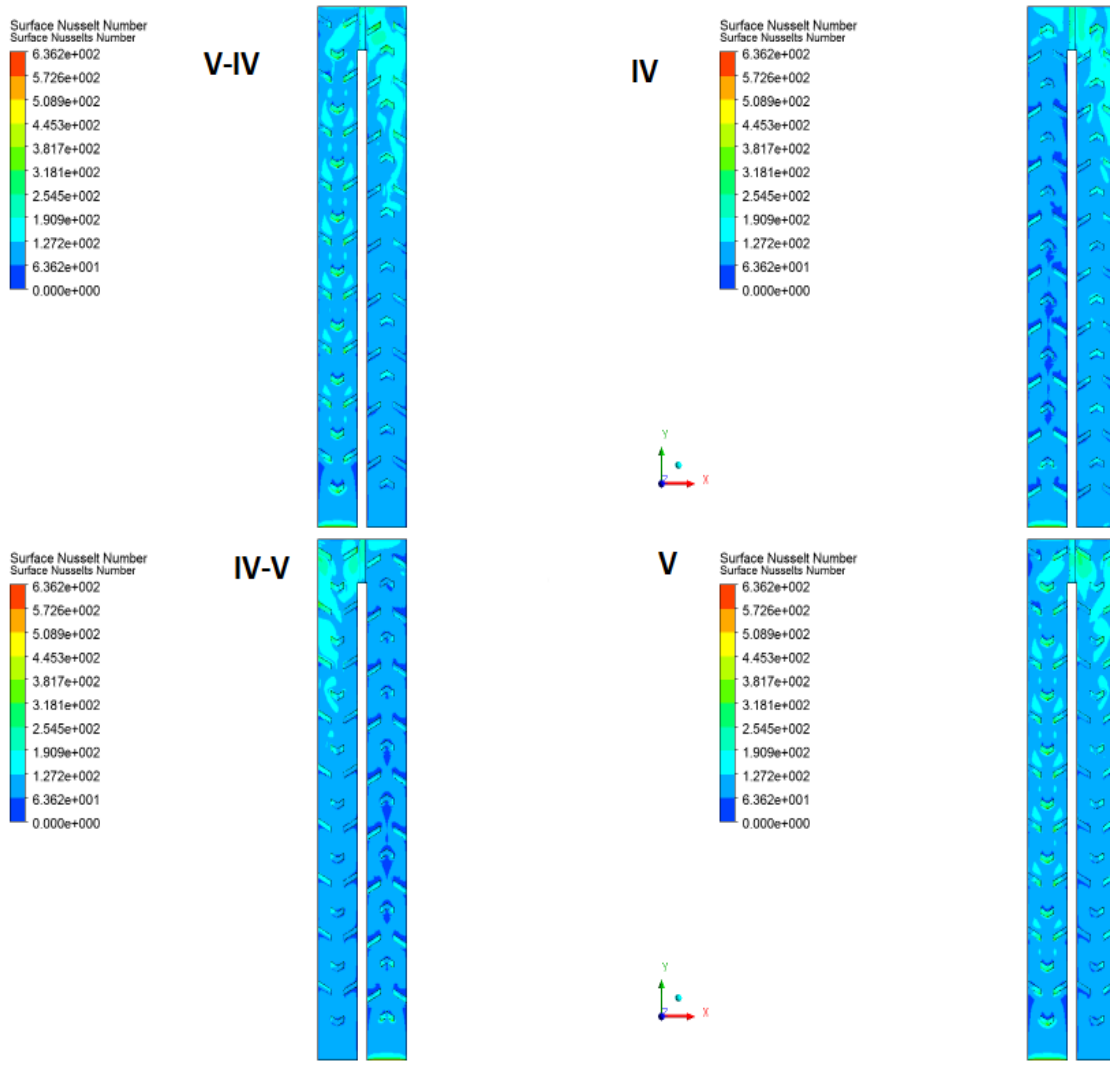 Surface Nusselt Number
Surface Nusselts Number
6.362e+002
5.726e+002
5.089e+002
4.453e+002
3.817e+002
3.181e+002
2.545e+002
1.909e+002
1.272e+002
6.362e+001
0.000e+000
V-IV
IV
Surface Nusselt Number
Surface Nusselts Number
6.362e+002
5.726e+002
5.089e+002
4.453e+002
3.817e+002
3.181e+002
2.545e+002
1.909e+002
1.272e+002
6.362e+001
0.000e+000
Y
Z
X
Surface Nusselt Number
Surface Nusselts Number
6.362e+002
5.726e+002
5.089e+002
4.453e+002
3.817e+002
3.181e+002
2.545e+002
1.909e+002
1.272e+002
6.362e+001
0.000e+000
IV-V
V
Surface Nusselt Number
Surface Nusselts Number
6.362e+002
5.726e+002
5.089e+002
4.453e+002
3.817e+002
3.181e+002
2.545e+002
1.909e+002
1.272e+002
6.362e+001
0.000e+000
Y
Z
X